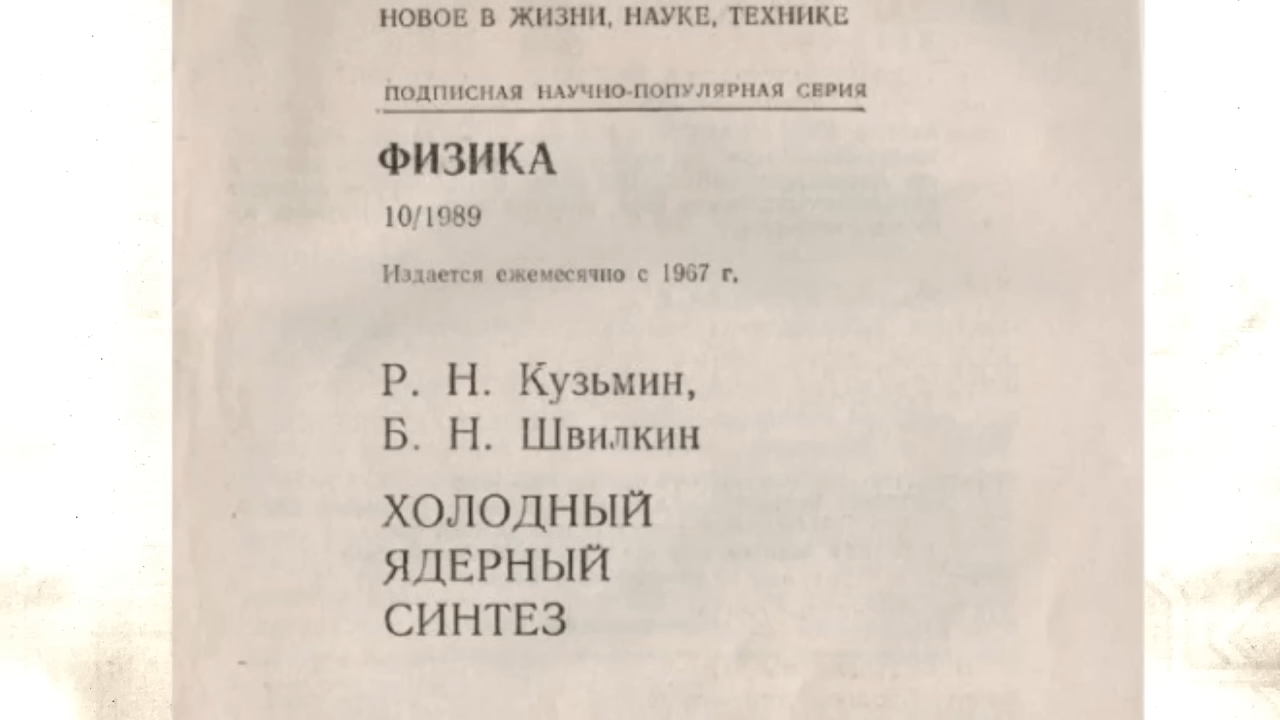 НОВОЕ В ЖИЗНИ, НАУКЕ, ТЕХНИКЕ
ПОДПИСНАЯ НАУЧНО-ПОПУЛЯРНАЯ СЕРИЯ
ФИЗИКА
10/1989
Издается ежемесячно с 1967 г.
Р. Н. Кузьмин,
Б. Н. Швилкин
ХОЛОДНЫЙ
ЯДЕРНЫЙ
СИНТЕЗ